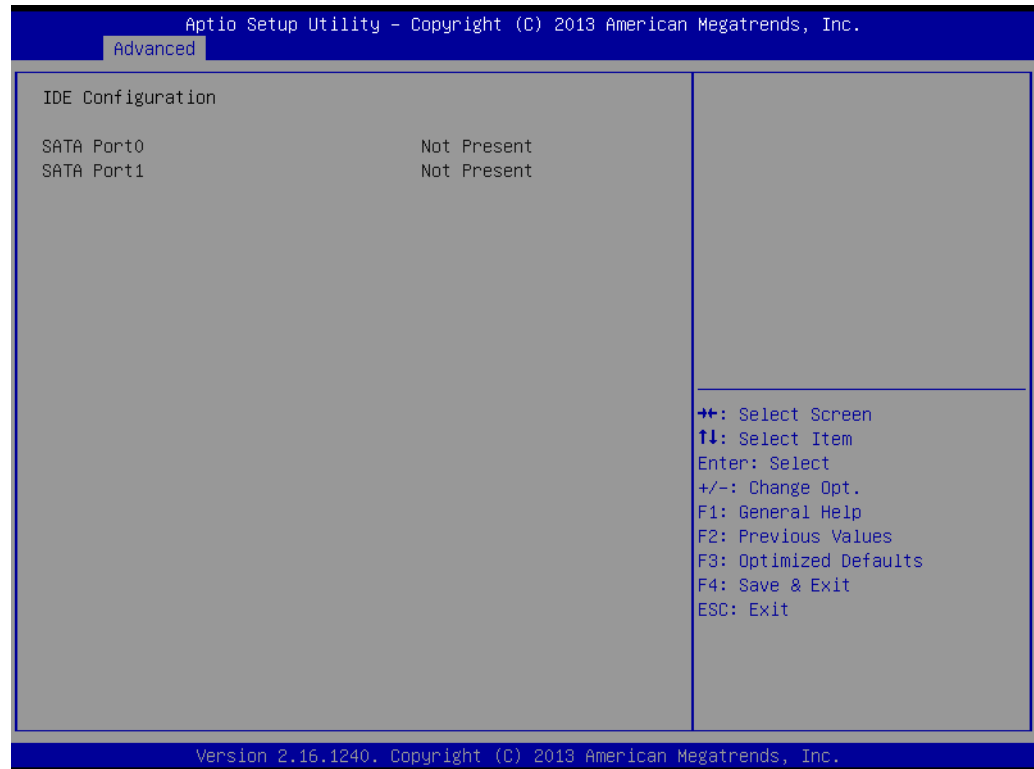 Aptio Setup Utility – Copyright (C) 2013 American Megatrends, Inc.
Advanced
IDE Configuration
SATA Port0 Not Present
SATA Port1 Not Present
→←: Select Screen
↑↓: Select Item
Enter: Select
+/-: Change Opt.
F1: General Help
F2: Previous Values
F3: Optimized Defaults
F4: Save & Exit
ESC: Exit
Version 2.16.1240. Copyright (C) 2013 American Megatrends, Inc.